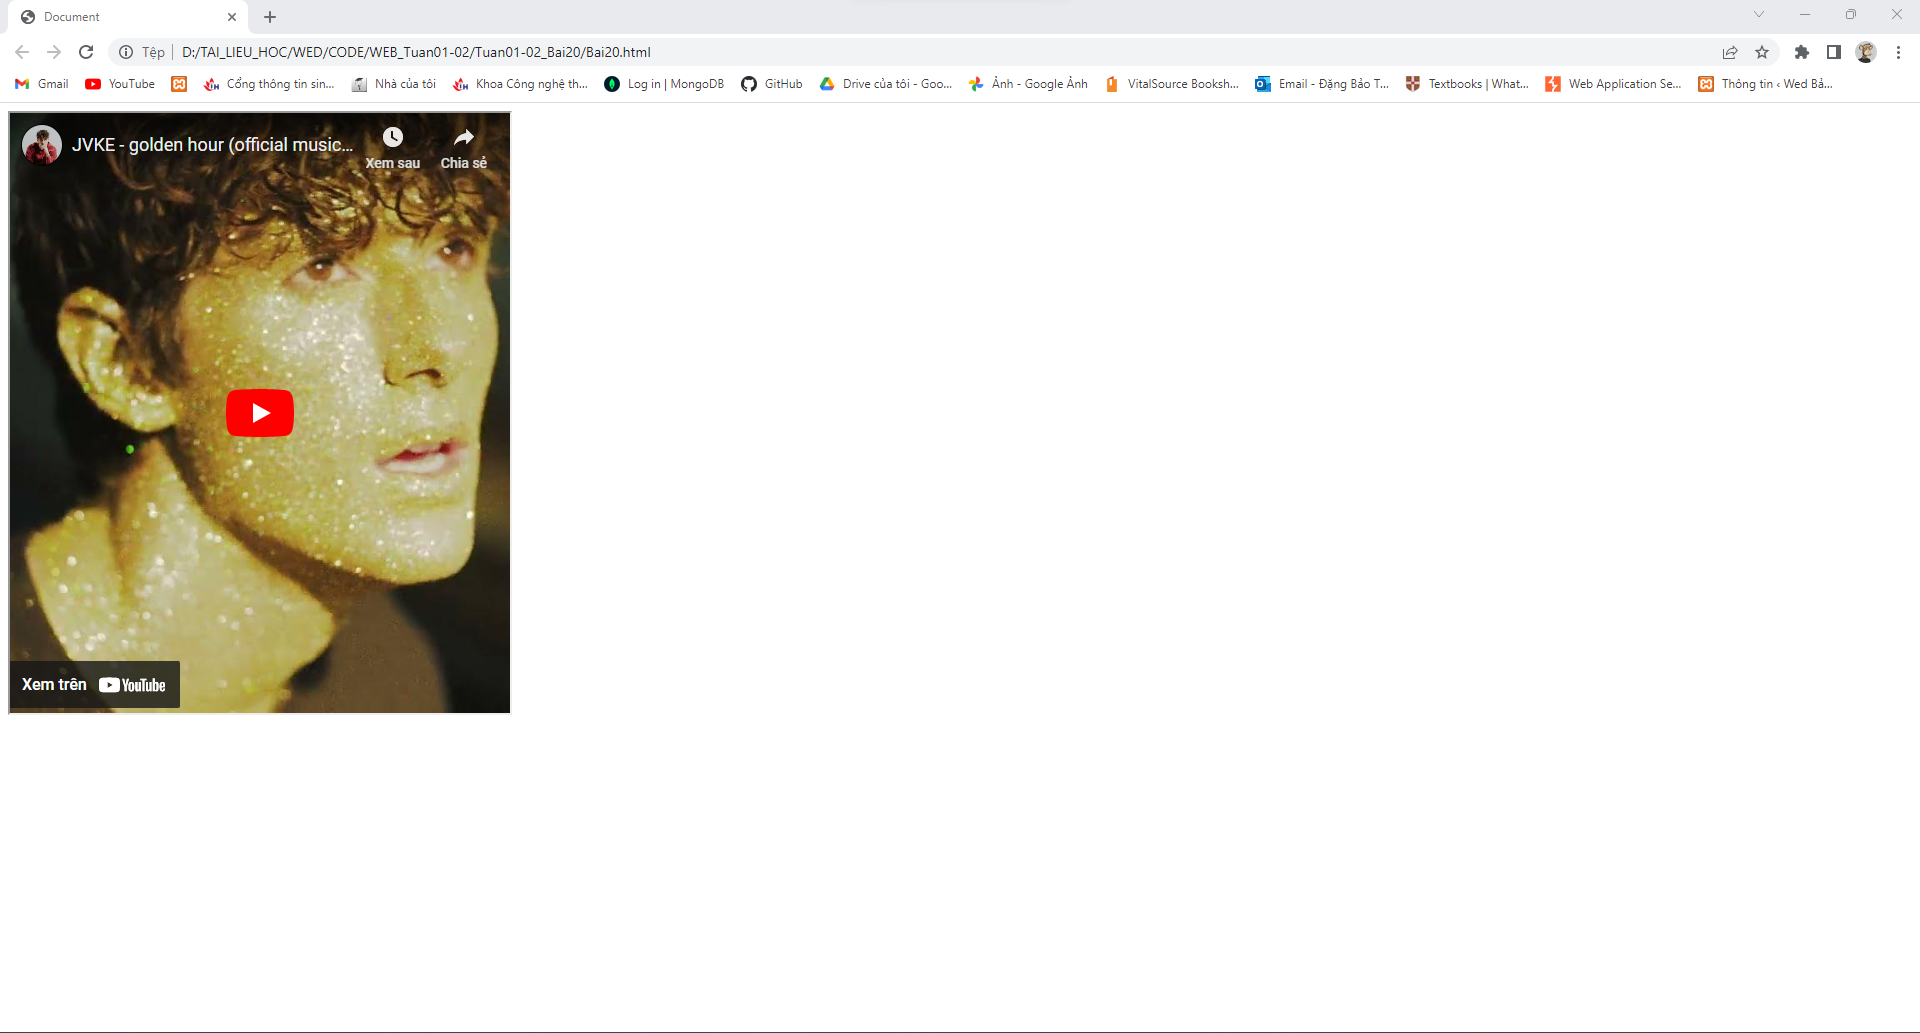 Document
Tệp
D:/TAI_LIEU_HOC/WED/CODE/WEB_Tuan01-02/Tuan01-02_Bai20/Bai20.html
Gmail
YouTube
Cổng thông tin sin...
Nhà của tôi
Khoa Công nghệ th...
Log in | MongoDB
GitHub
Drive của tôi - Goo...
Ảnh - Google Ảnh
VitalSource Booksh...
Email - Đặng Bảo T...
Textbooks | What...
Web Application Se...
Thông tin ‹ Wed Bả...
JVKE - golden hour (official music...
Xem sau
Chia sẻ
Xem trên YouTube